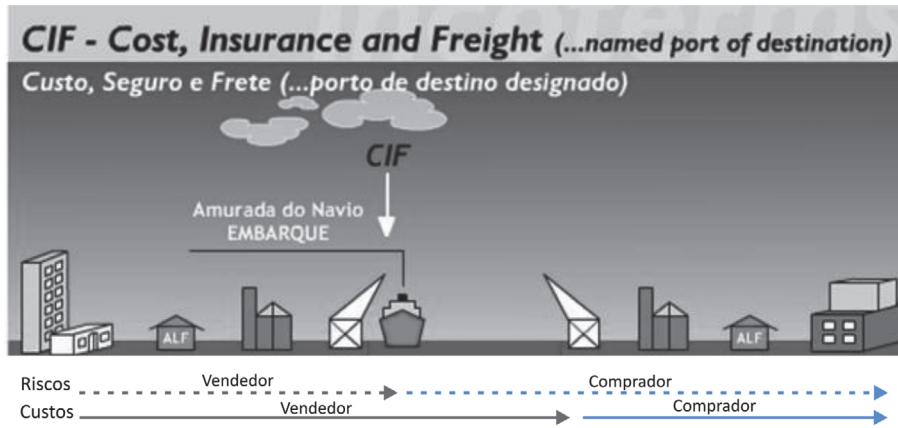 incoterms
CIF - Cost, Insurance and Freight (...named port of destination)
Custo, Seguro e Frete (...porto de destino designado)
CIF
Amurada do Navio
EMBARQUE
ALF
ALF
Riscos Vendedor Comprador
Custos Vendedor Comprador